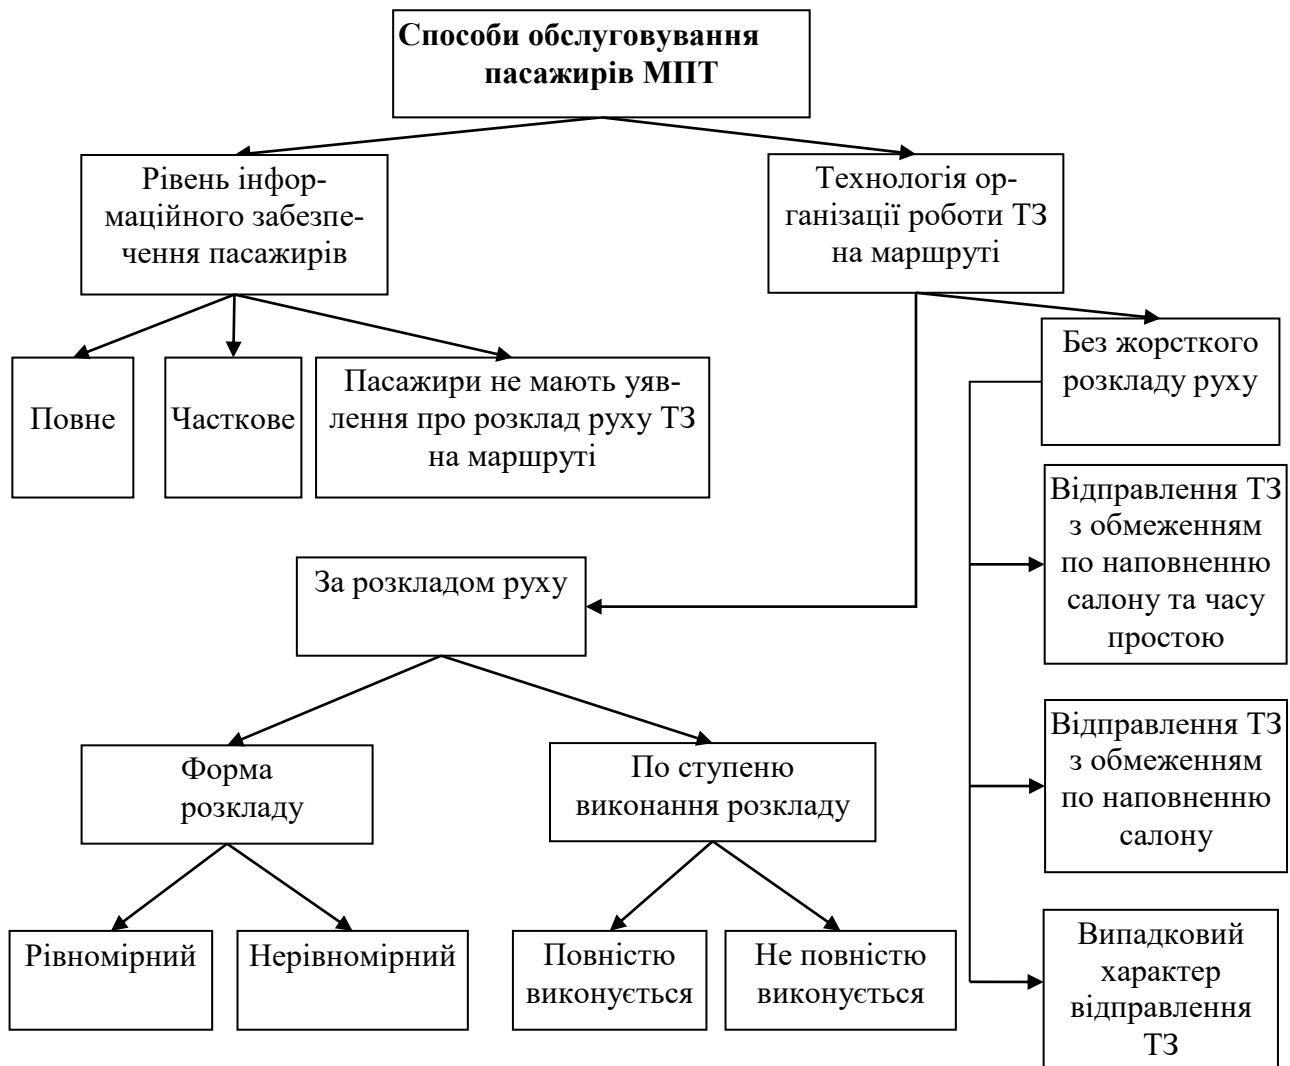 Способи обслуговування
пасажирів МПТ
Рівень інфор-
маційного забезпе-
чення пасажирів
Технологія ор-
ганізації роботи ТЗ
на маршруті
Повне
Часткове
Пасажири не мають уяв-
лення про розклад руху ТЗ
на маршруті
Без жорсткого
розкладу руху
Відправлення ТЗ
з обмеженням
по наповненню
салону та часу
простою
За розкладом руху
Відправлення ТЗ
з обмеженням
по наповненню
салону
Форма
розкладу
По ступеню
виконання розкладу
Рівномірний
Нерівномірний
Повністю
виконується
Не повністю
виконується
Випадковий
характер
відправлення
ТЗ